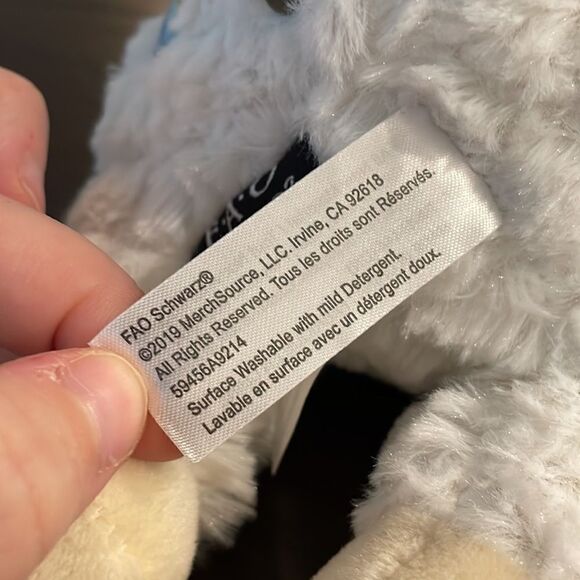 F·A·O
FAO Schwarz®
©2019 MerchSource, LLC. Irvine, CA 92618
All Rights Reserved. Tous les droits sont Réservés.
59456A9214
Surface Washable with mild Detergent.
Lavable en surface avec un détergent doux.